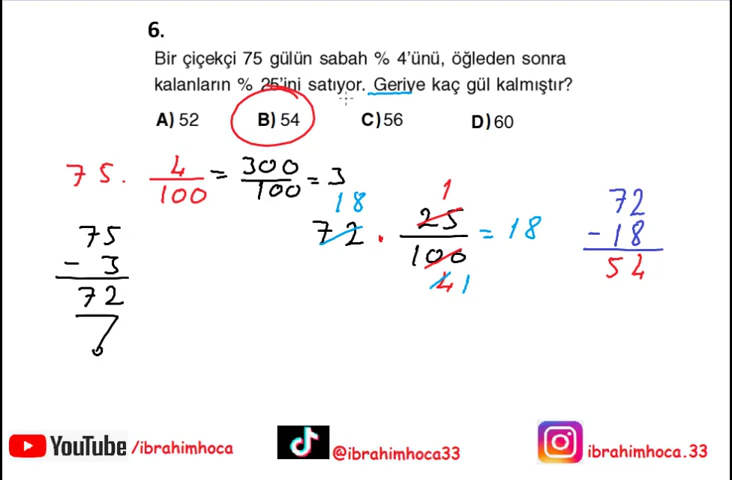 6.
Bir çiçekçi 75 gülün sabah % 4'ünü, öğleden sonra
kalanların % 25'ini satıyor. Geriye kaç gül kalmıştır?
A) 52 B) 54 C) 56 D) 60
75 . 4/100 = 300/100 = 3
75
- 3
72
18
72 . 25/100 = 18
1
4 1
72
- 18
54
YouTube /ibrahimhoca
@ibrahimhoca33
ibrahimhoca.33